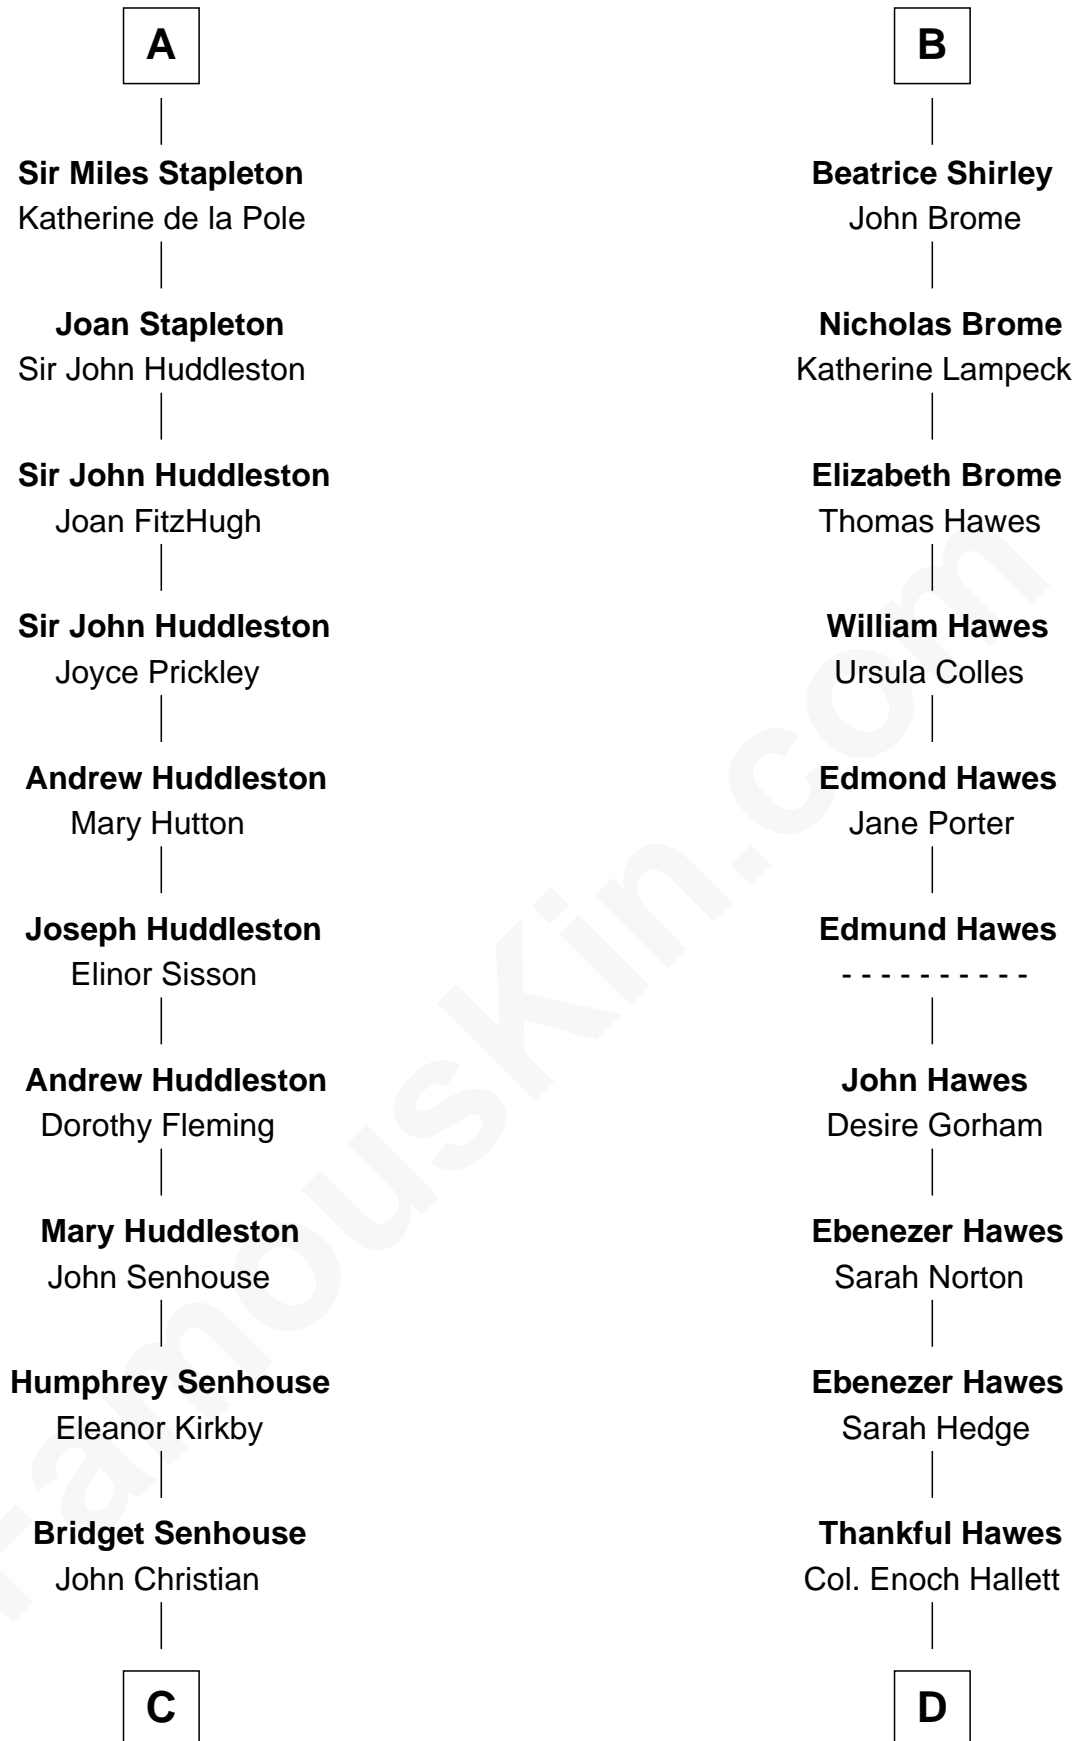 A
Sir Miles Stapleton
Katherine de la Pole
Joan Stapleton
Sir John Huddleston
Sir John Huddleston
Joan FitzHugh
Sir John Huddleston
Joyce Prickley
Andrew Huddleston
Mary Hutton
Joseph Huddleston
Elinor Sisson
Andrew Huddleston
Dorothy Fleming
Mary Huddleston
John Senhouse
Humphrey Senhouse
Eleanor Kirkby
Bridget Senhouse
John Christian
C
B
Beatrice Shirley
John Brome
Nicholas Brome
Katherine Lampeck
Elizabeth Brome
Thomas Hawes
William Hawes
Ursula Colles
Edmond Hawes
Jane Porter
Edmund Hawes
- - - - - - - - - -
John Hawes
Desire Gorham
Ebenezer Hawes
Sarah Norton
Ebenezer Hawes
Sarah Hedge
Thankful Hawes
Col. Enoch Hallett
D
FamousKin.com